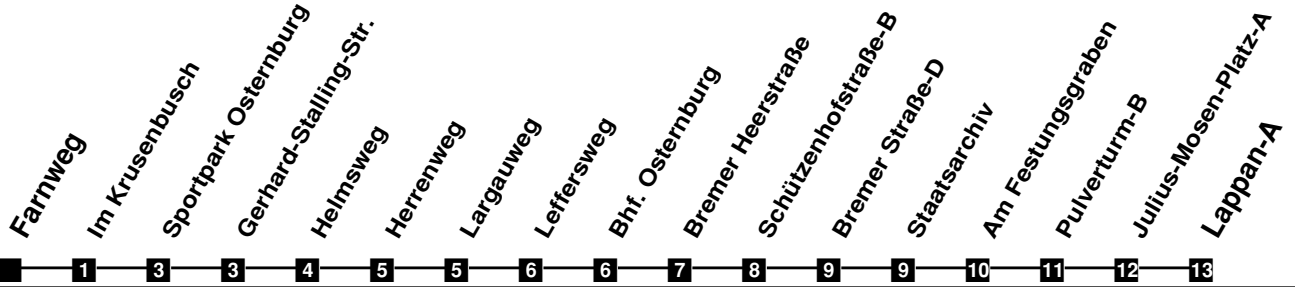 Farnweg
Im Krusenbusch
Sportpark Osternburg
Gerhard-Stalling-Str.
Helmsweg
Herrenweg
Largauweg
Leffersweg
Bhf. Osternburg
Bremer Heerstraße
Schützenhofstraße-B
Bremer Straße-D
Staatsarchiv
Am Festungsgraben
Pulverturm-B
Julius-Mosen-Platz-A
Lappan-A
1 3 3 4 5 5 6 6 7 8 9 9 10 11 12 13